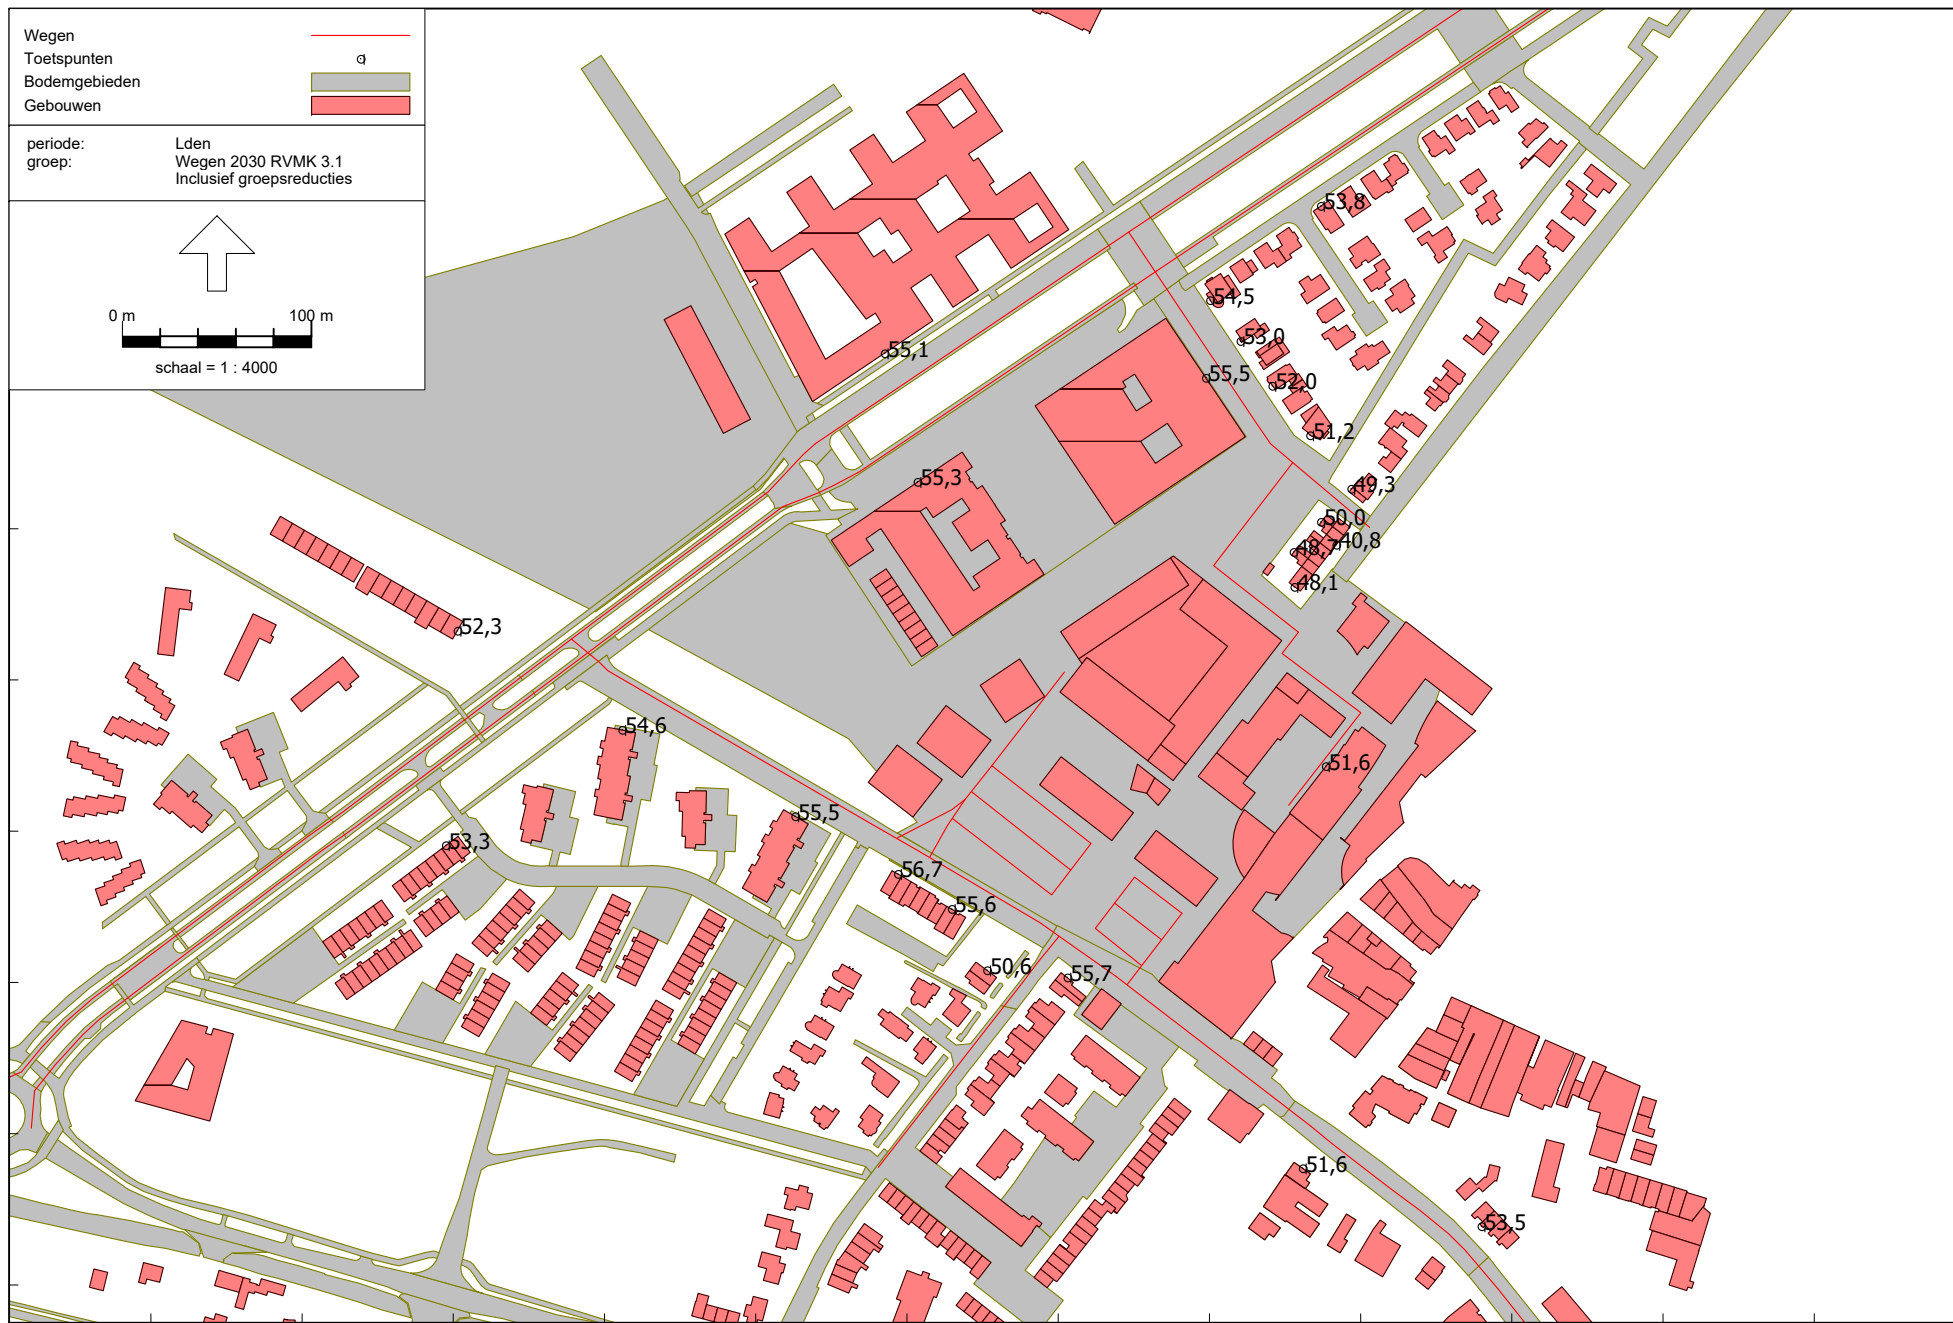 Wegen
Toetspunten
Bodemgebieden
Gebouwen
periode: Lden
groep: Wegen 2030 RVMK 3.1
Inclusief groepsreducties
0 m 100 m
schaal = 1 : 4000
53,8
54,5
53,0
55,1
55,5
52,0
51,2
55,3
49,3
50,0
40,8
48,7
48,1
52,3
54,6
51,6
55,5
53,3
56,7
55,6
50,6
55,7
51,6
53,5